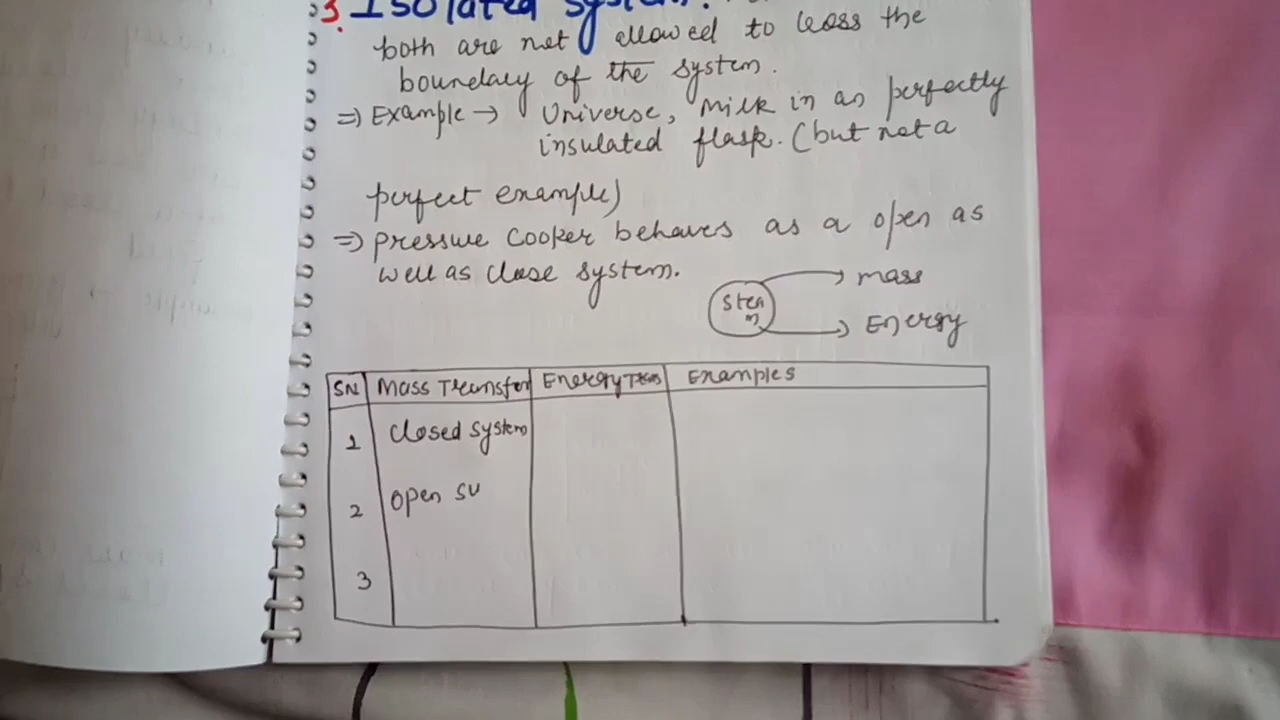 3. Isolated system:
both are not allowed to cross the
boundary of the system.
⇒ Example → Universe, Milk in an perfectly
insulated flask. (but not a
perfect example)
⇒ pressure cooker behaves as a open as
well as close system.
Steam
mass
Energy
SN Mass Transfer Energy Trans Examples
1 closed system
2 open sy
3